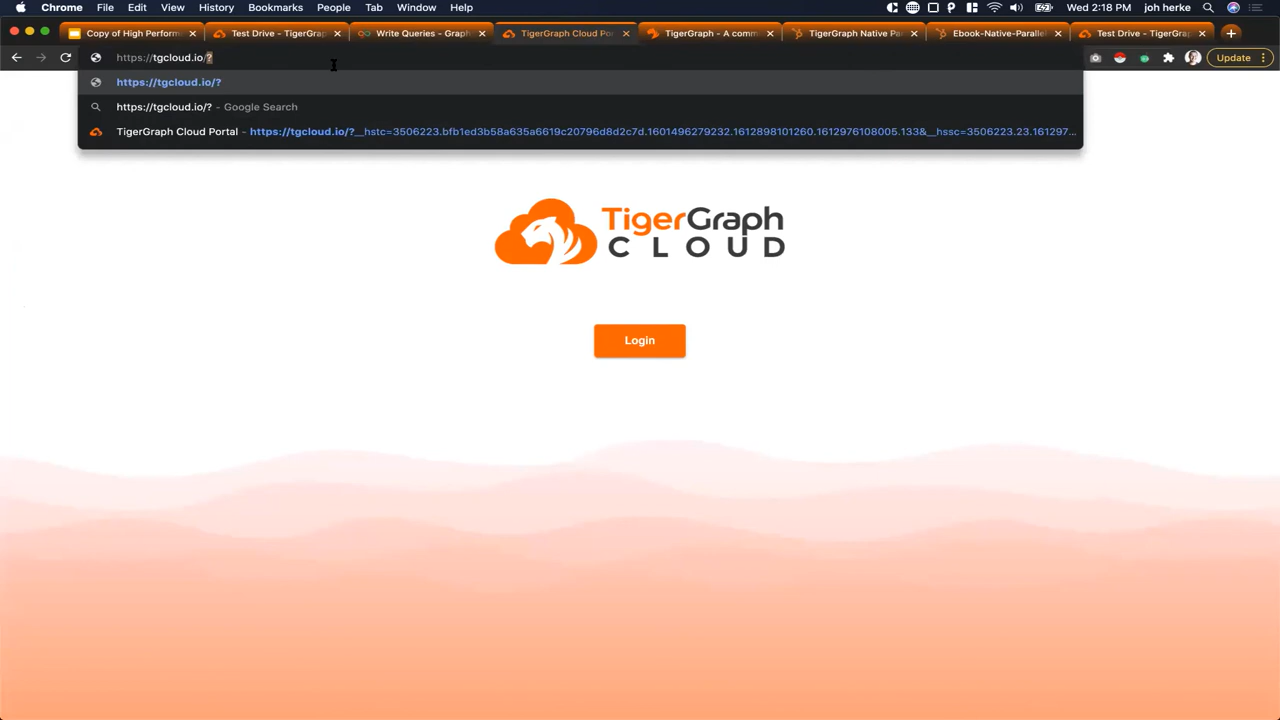 Chrome File Edit View History Bookmarks People Tab Window Help Wed 2:18 PM joh herke
Copy of High Perform Test Drive - TigerGrap Write Queries - Graph TigerGraph Cloud Por TigerGraph - A comm TigerGraph Native Pa Ebook-Native-Parallel Test Drive - TigerGrap
https://tgcloud.io/? Update
https://tgcloud.io/?
https://tgcloud.io/? - Google Search
TigerGraph Cloud Portal - https://tgcloud.io/?__hstc=3506223.bfb1ed3b58a635a6619c20796d8d2c7d.1601496279232.1612898101260.1612976108005.133&__hssc=3506223.23.161297...
TigerGraph
CLOUD
Login